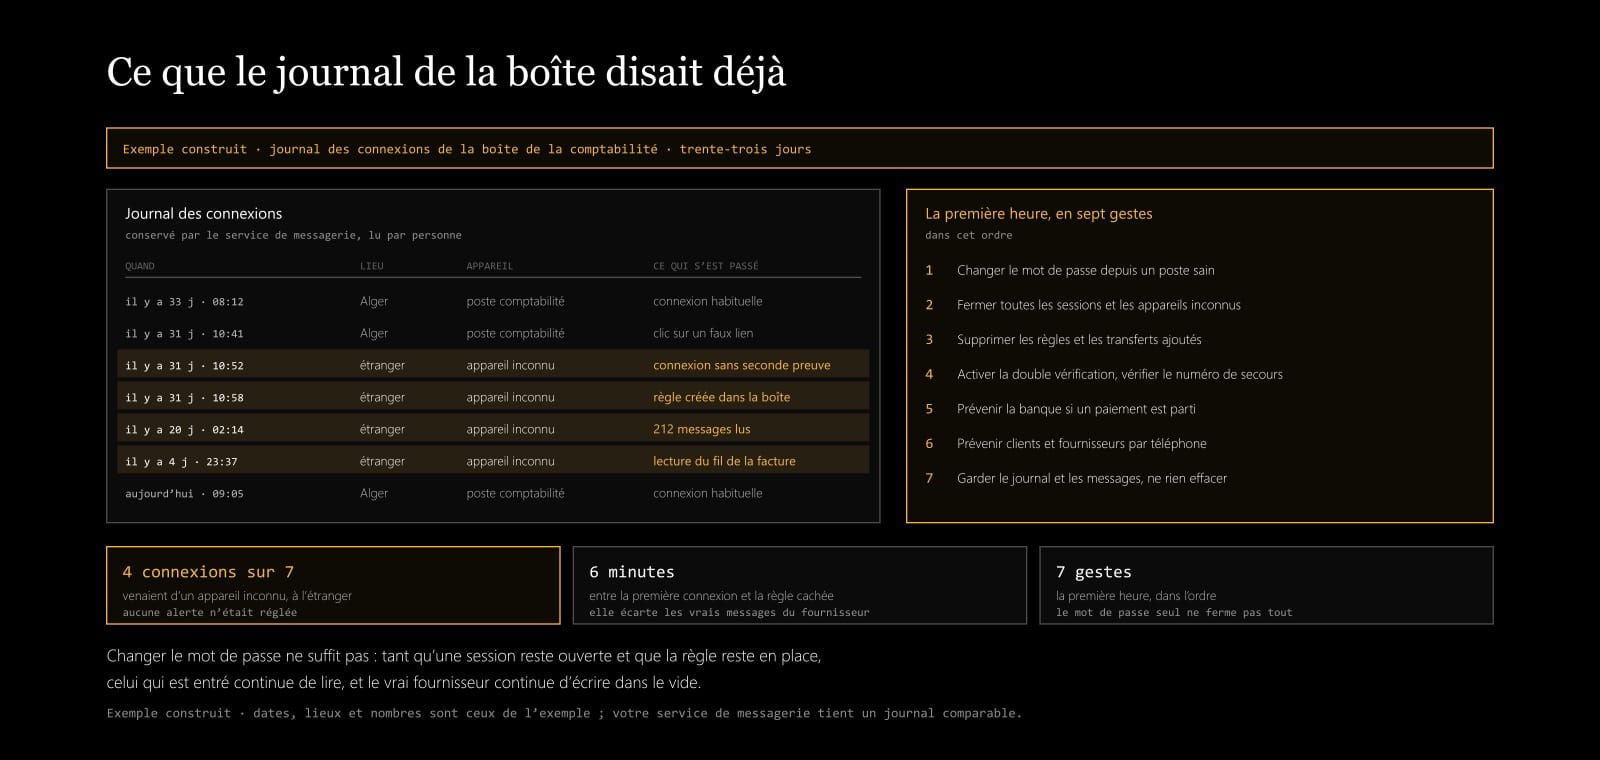 Ce que le journal de la boîte disait déjà
Exemple construit · journal des connexions de la boîte de la comptabilité · trente-trois jours
Journal des connexions
conservé par le service de messagerie, lu par personne
QUAND LIEU APPAREIL CE QUI S’EST PASSÉ
il y a 33 j · 08:12 Alger poste comptabilité connexion habituelle
il y a 31 j · 10:41 Alger poste comptabilité clic sur un faux lien
il y a 31 j · 10:52 étranger appareil inconnu connexion sans seconde preuve
il y a 31 j · 10:58 étranger appareil inconnu règle créée dans la boîte
il y a 20 j · 02:14 étranger appareil inconnu 212 messages lus
il y a 4 j · 23:37 étranger appareil inconnu lecture du fil de la facture
aujourd’hui · 09:05 Alger poste comptabilité connexion habituelle
La première heure, en sept gestes
dans cet ordre
1 Changer le mot de passe depuis un poste sain
2 Fermer toutes les sessions et les appareils inconnus
3 Supprimer les règles et les transferts ajoutés
4 Activer la double vérification, vérifier le numéro de secours
5 Prévenir la banque si un paiement est parti
6 Prévenir clients et fournisseurs par téléphone
7 Garder le journal et les messages, ne rien effacer
4 connexions sur 7
venaient d’un appareil inconnu, à l’étranger
aucune alerte n’était réglée
6 minutes
entre la première connexion et la règle cachée
elle écarte les vrais messages du fournisseur
7 gestes
la première heure, dans l’ordre
le mot de passe seul ne ferme pas tout
Changer le mot de passe ne suffit pas : tant qu’une session reste ouverte et que la règle reste en place,
celui qui est entré continue de lire, et le vrai fournisseur continue d’écrire dans le vide.
Exemple construit · dates, lieux et nombres sont ceux de l’exemple ; votre service de messagerie tient un journal comparable.